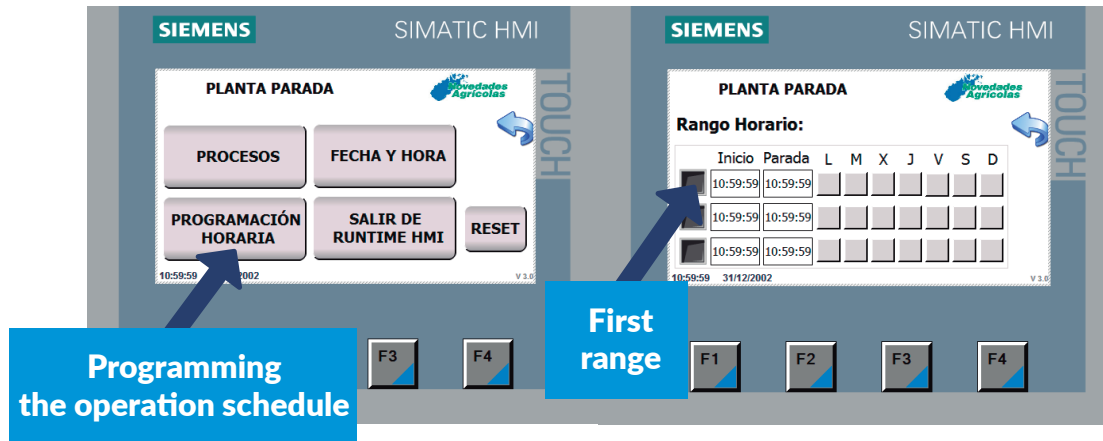 SIEMENS
SIMATIC HMI
TOUCH
PLANTA PARADA
Novedades
Agrícolas
PROCESOS
FECHA Y HORA
PROGRAMACIÓN
HORARIA
SALIR DE
RUNTIME HMI
RESET
10:59:59
2002
V 3.0
F3
F4
Programming
the operation schedule
SIEMENS
SIMATIC HMI
TOUCH
PLANTA PARADA
Novedades
Agrícolas
Rango Horario:
Inicio Parada L M X J V S D
10:59:59 10:59:59
10:59:59 10:59:59
10:59:59 10:59:59
10:59:59 31/12/2002
V 3.0
First
range
F1
F2
F3
F4